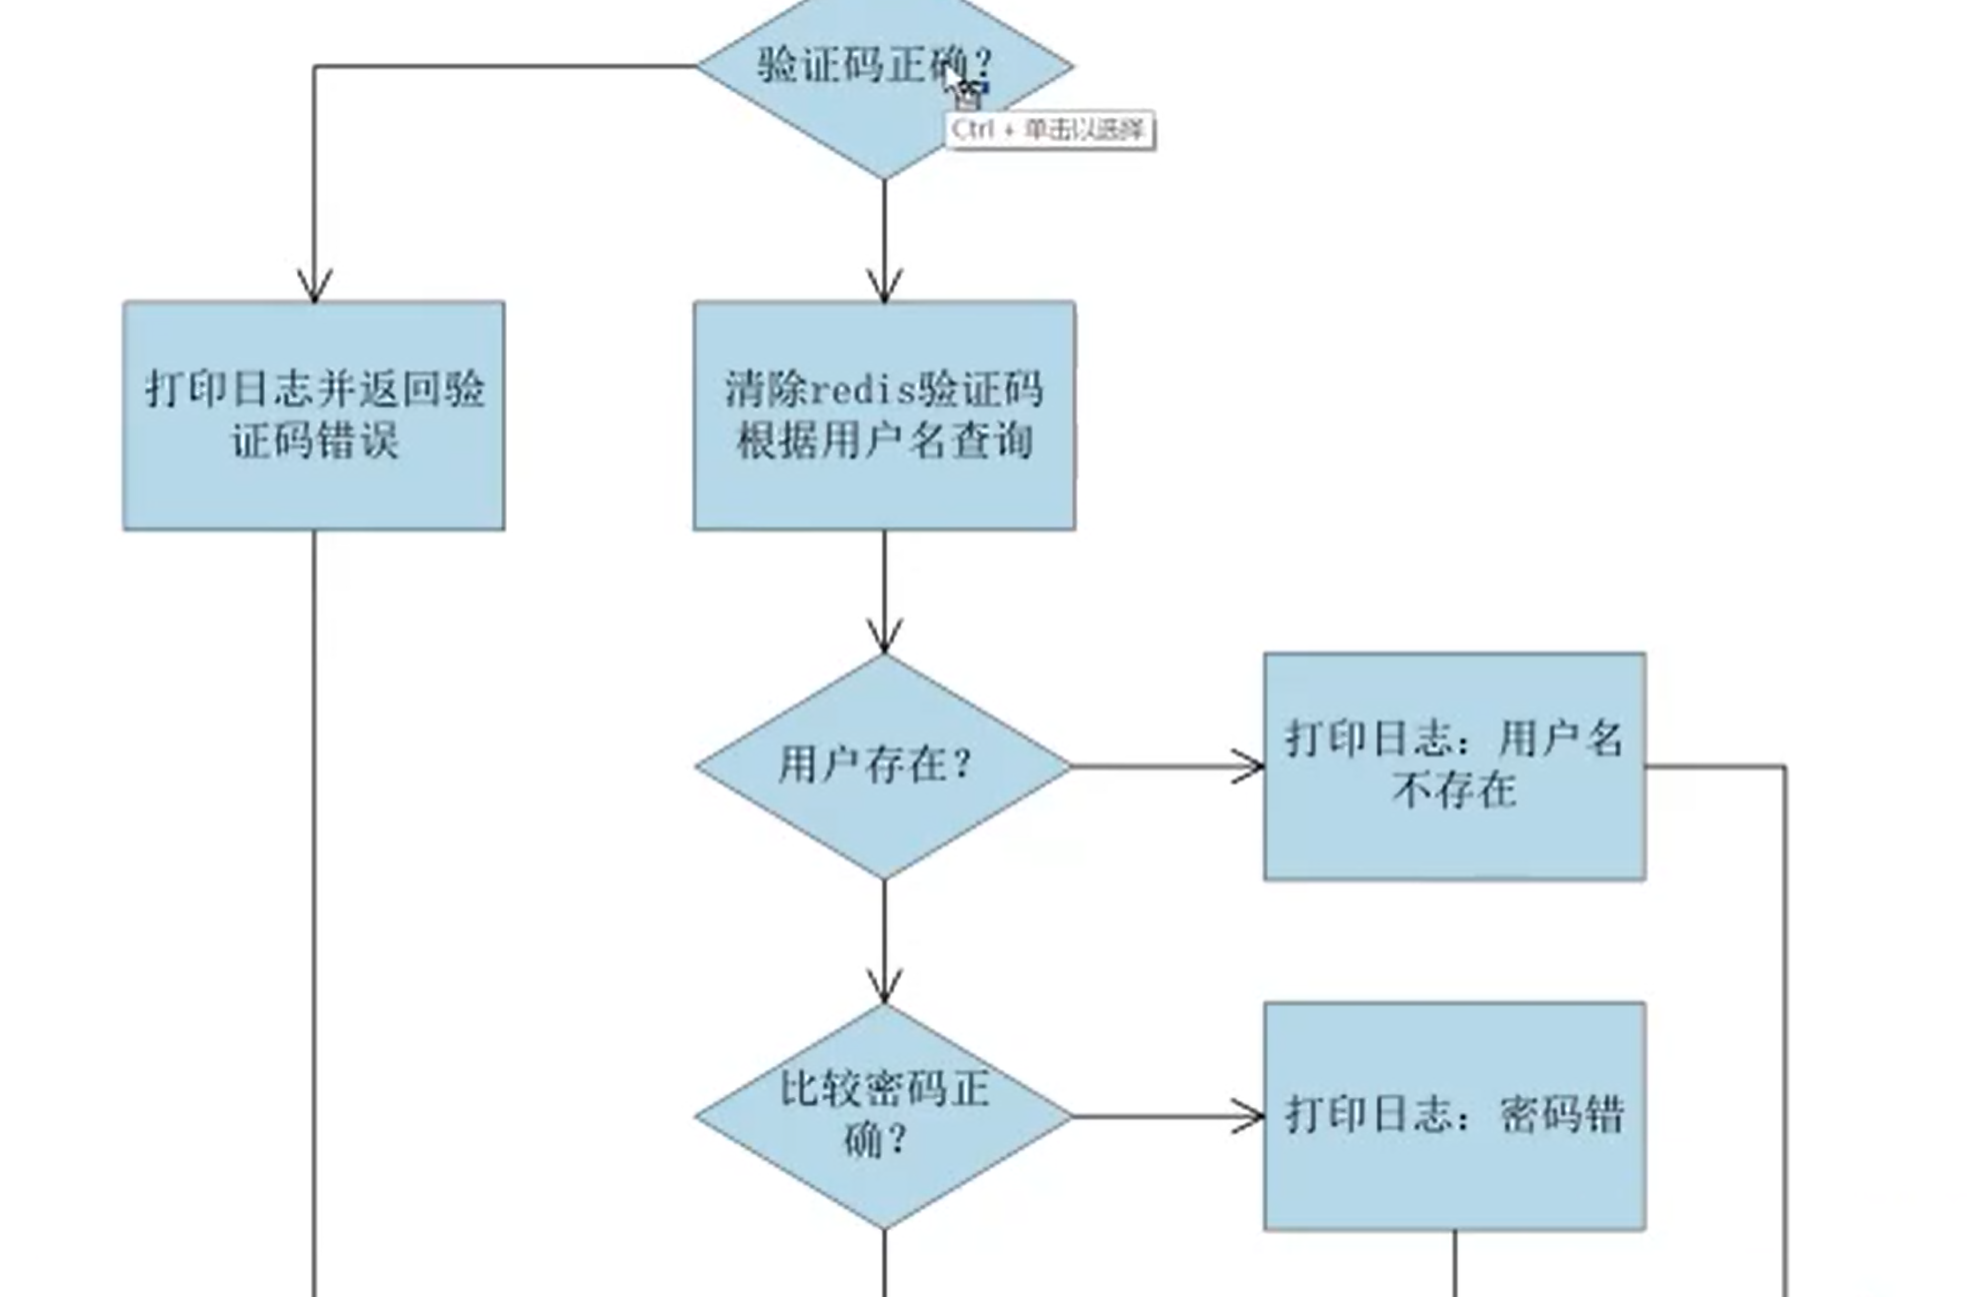 验证码正确？
Ctrl + 单击以选择
打印日志并返回验
证码错误
清除redis验证码
根据用户名查询
用户存在？
打印日志：用户名
不存在
比较密码正
确？
打印日志：密码错